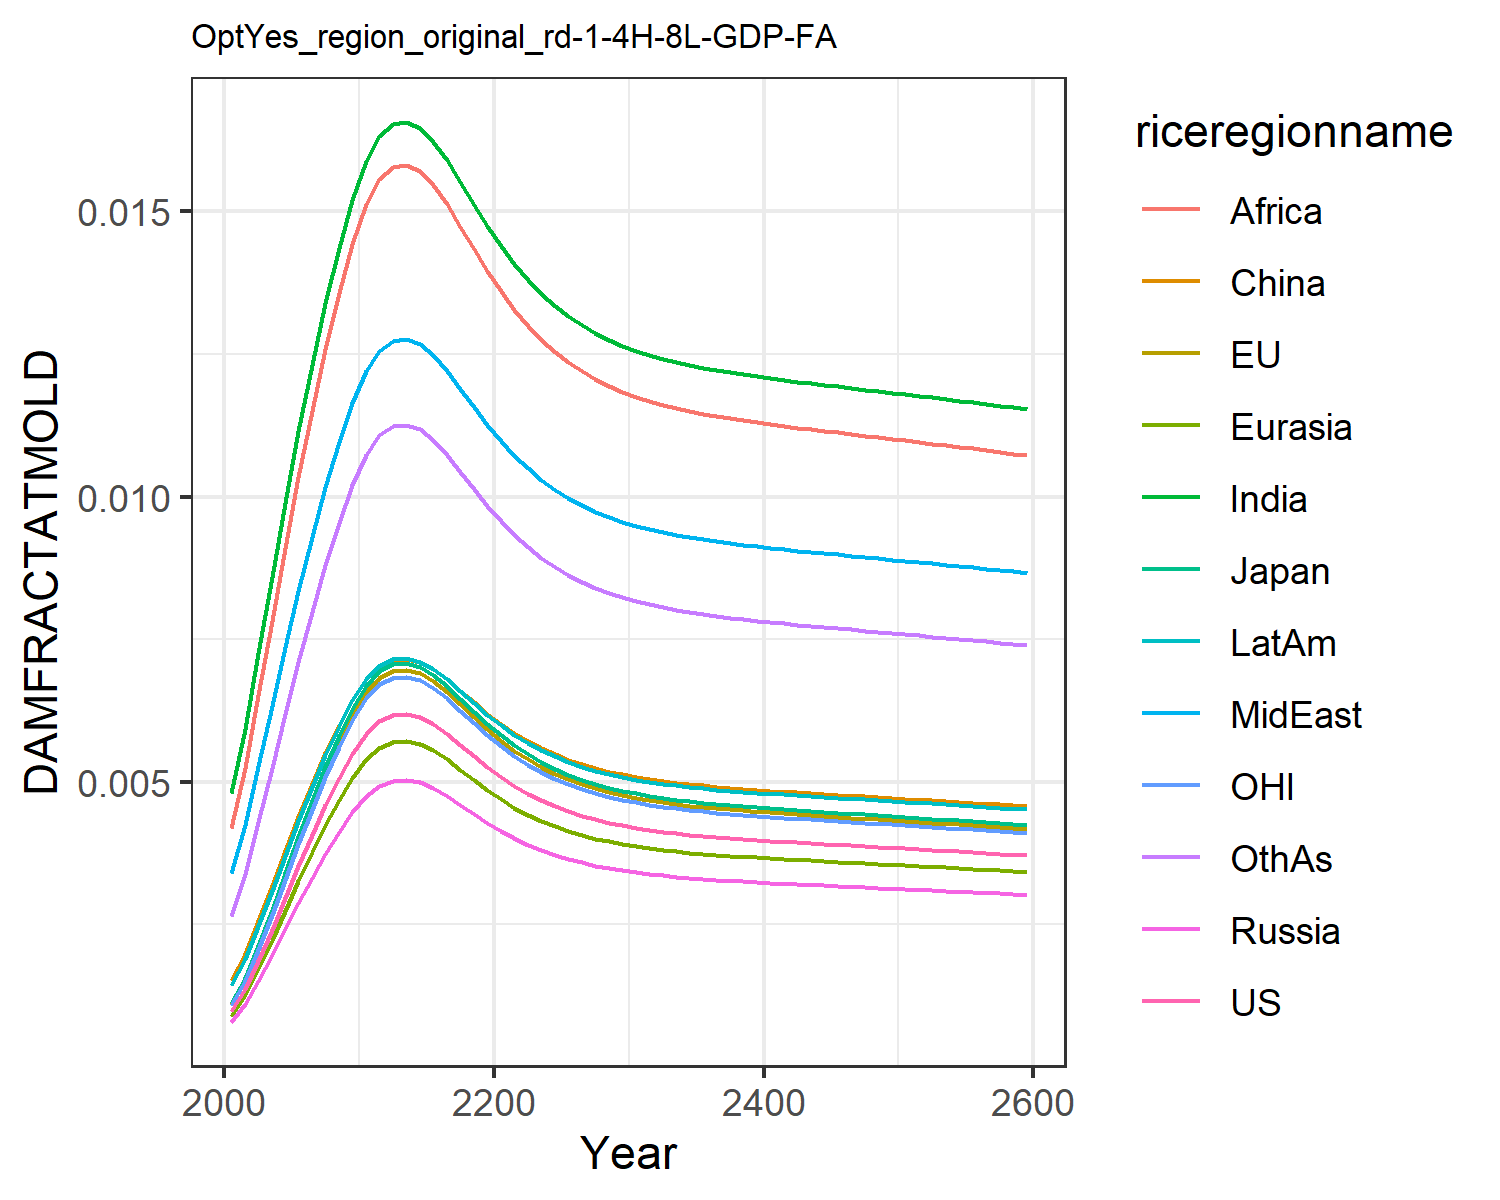 OptYes_region_original_rd-1-4H-8L-GDP-FA
DAMFRACTATMOLD
0.015
0.010
0.005
2000 2200 2400 2600
Year
riceregionname
Africa
China
EU
Eurasia
India
Japan
LatAm
MidEast
OHI
OthAs
Russia
US